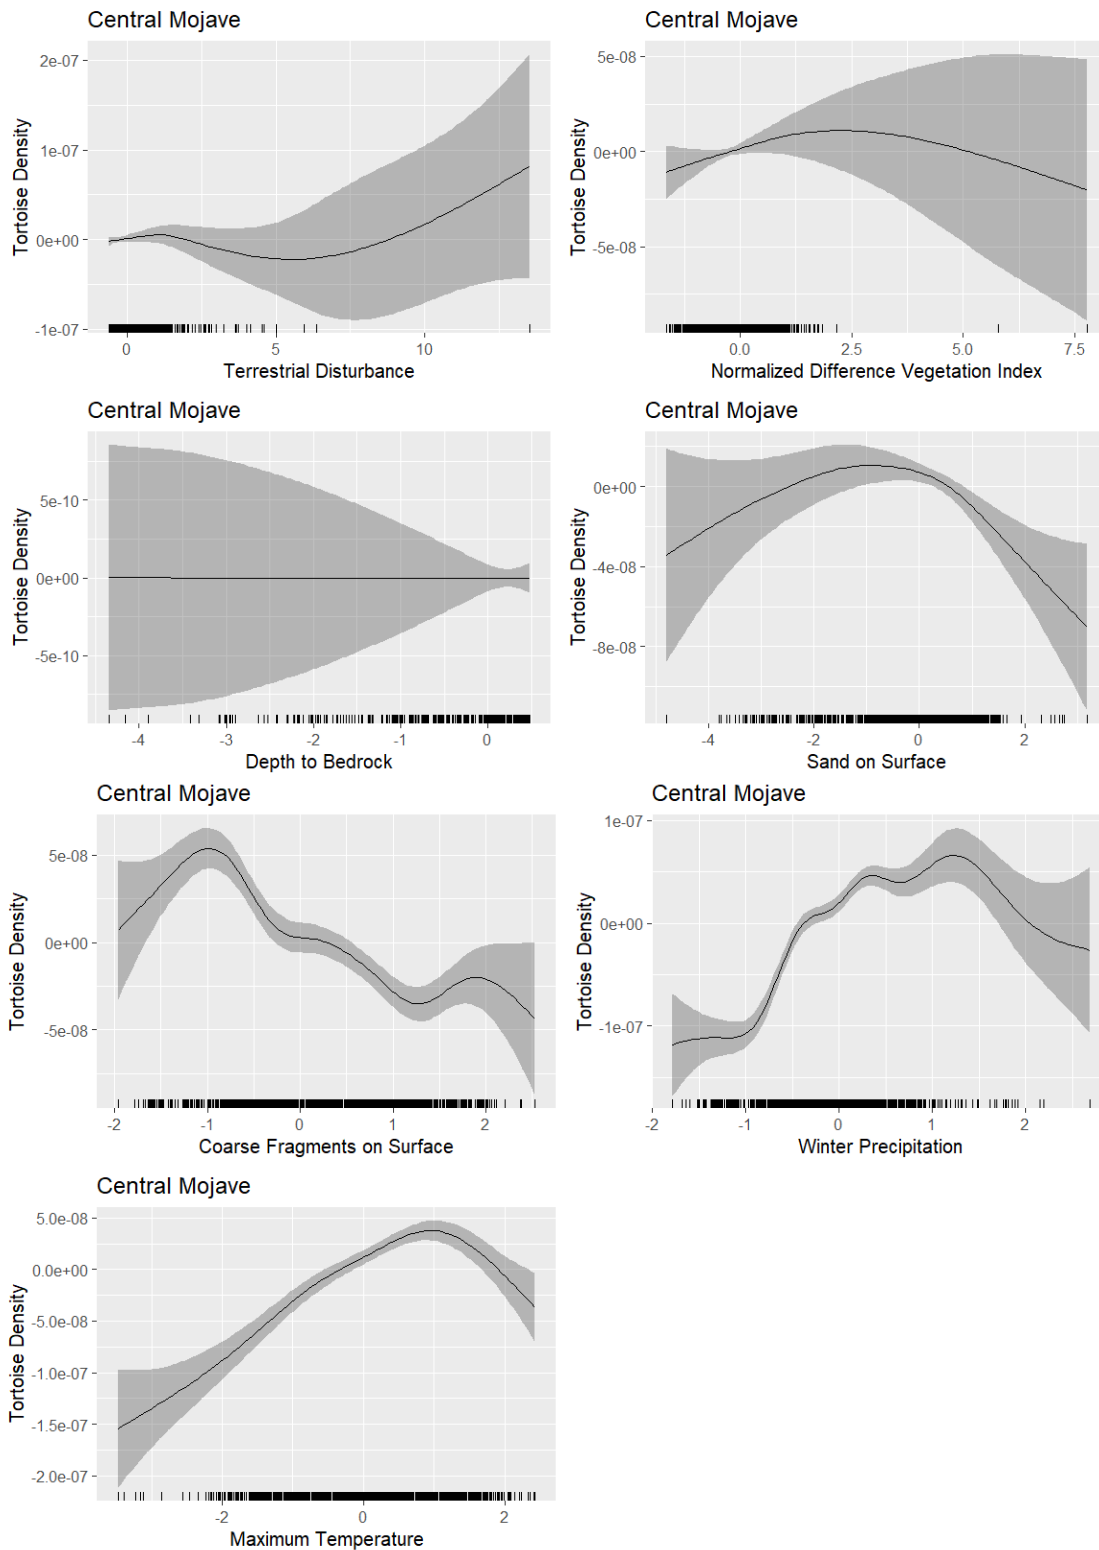 Central Mojave
Tortoise Density
2e-07
1e-07
0e+00
-1e-07
0 5 10
Terrestrial Disturbance
Central Mojave
Tortoise Density
5e-08
0e+00
-5e-08
0.0 2.5 5.0 7.5
Normalized Difference Vegetation Index
Central Mojave
Tortoise Density
5e-10
0e+00
-5e-10
-4 -3 -2 -1 0
Depth to Bedrock
Central Mojave
Tortoise Density
0e+00
-4e-08
-8e-08
-4 -2 0 2
Sand on Surface
Central Mojave
Tortoise Density
5e-08
0e+00
-5e-08
-2 -1 0 1 2
Coarse Fragments on Surface
Central Mojave
Tortoise Density
1e-07
0e+00
-1e-07
-2 -1 0 1 2
Winter Precipitation
Central Mojave
Tortoise Density
5.0e-08
0.0e+00
-5.0e-08
-1.0e-07
-1.5e-07
-2.0e-07
-2 0 2
Maximum Temperature